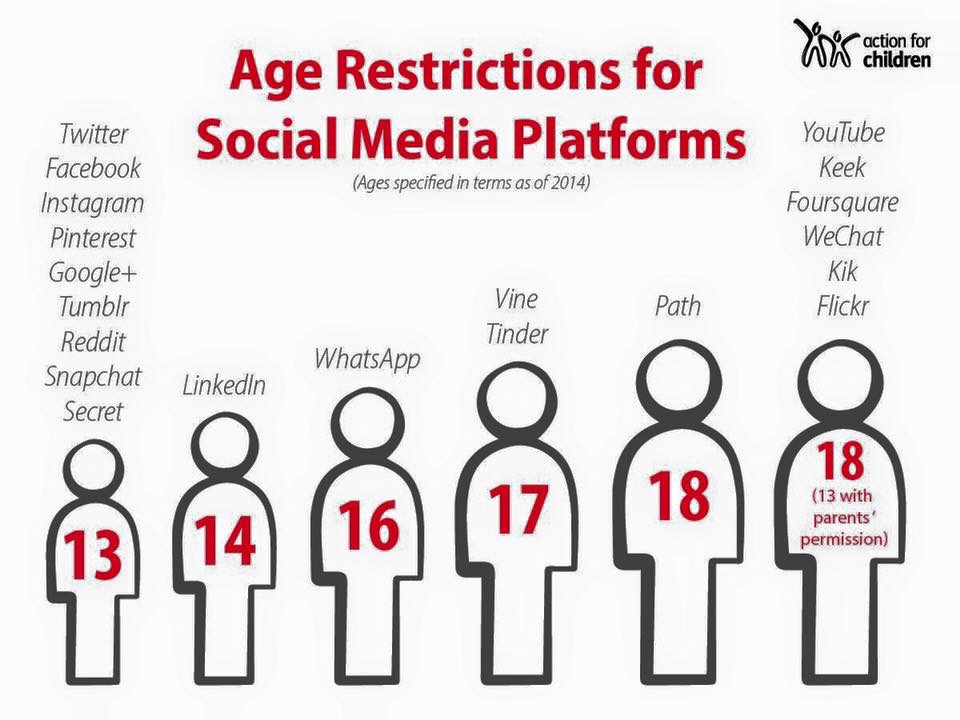 action for
children
Age Restrictions for
Social Media Platforms
(Ages specified in terms as of 2014)
Twitter
Facebook
Instagram
Pinterest
Google+
Tumblr
Reddit
Snapchat
Secret
13
LinkedIn
14
WhatsApp
16
Vine
Tinder
17
Path
18
YouTube
Keek
Foursquare
WeChat
Kik
Flickr
18
(13 with
parents'
permission)